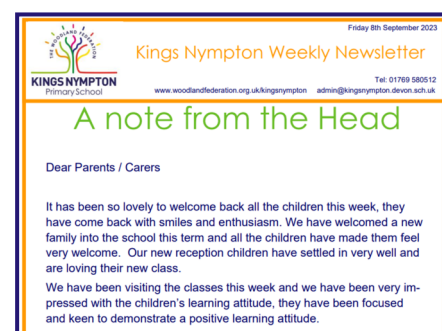 Friday 8th September 2023
THE WOODLAND FEDERATION
Kings Nympton Weekly Newsletter
KINGS NYMPTON
Primary School
Tel: 01769 580512
www.woodlandfederation.org.uk/kingsnympton admin@kingsnympton.devon.sch.uk
A note from the Head
Dear Parents / Carers
It has been so lovely to welcome back all the children this week, they
have come back with smiles and enthusiasm. We have welcomed a new
family into the school this term and all the children have made them feel
very welcome. Our new reception children have settled in very well and
are loving their new class.
We have been visiting the classes this week and we have been very im-
pressed with the children's learning attitude, they have been focused
and keen to demonstrate a positive learning attitude.